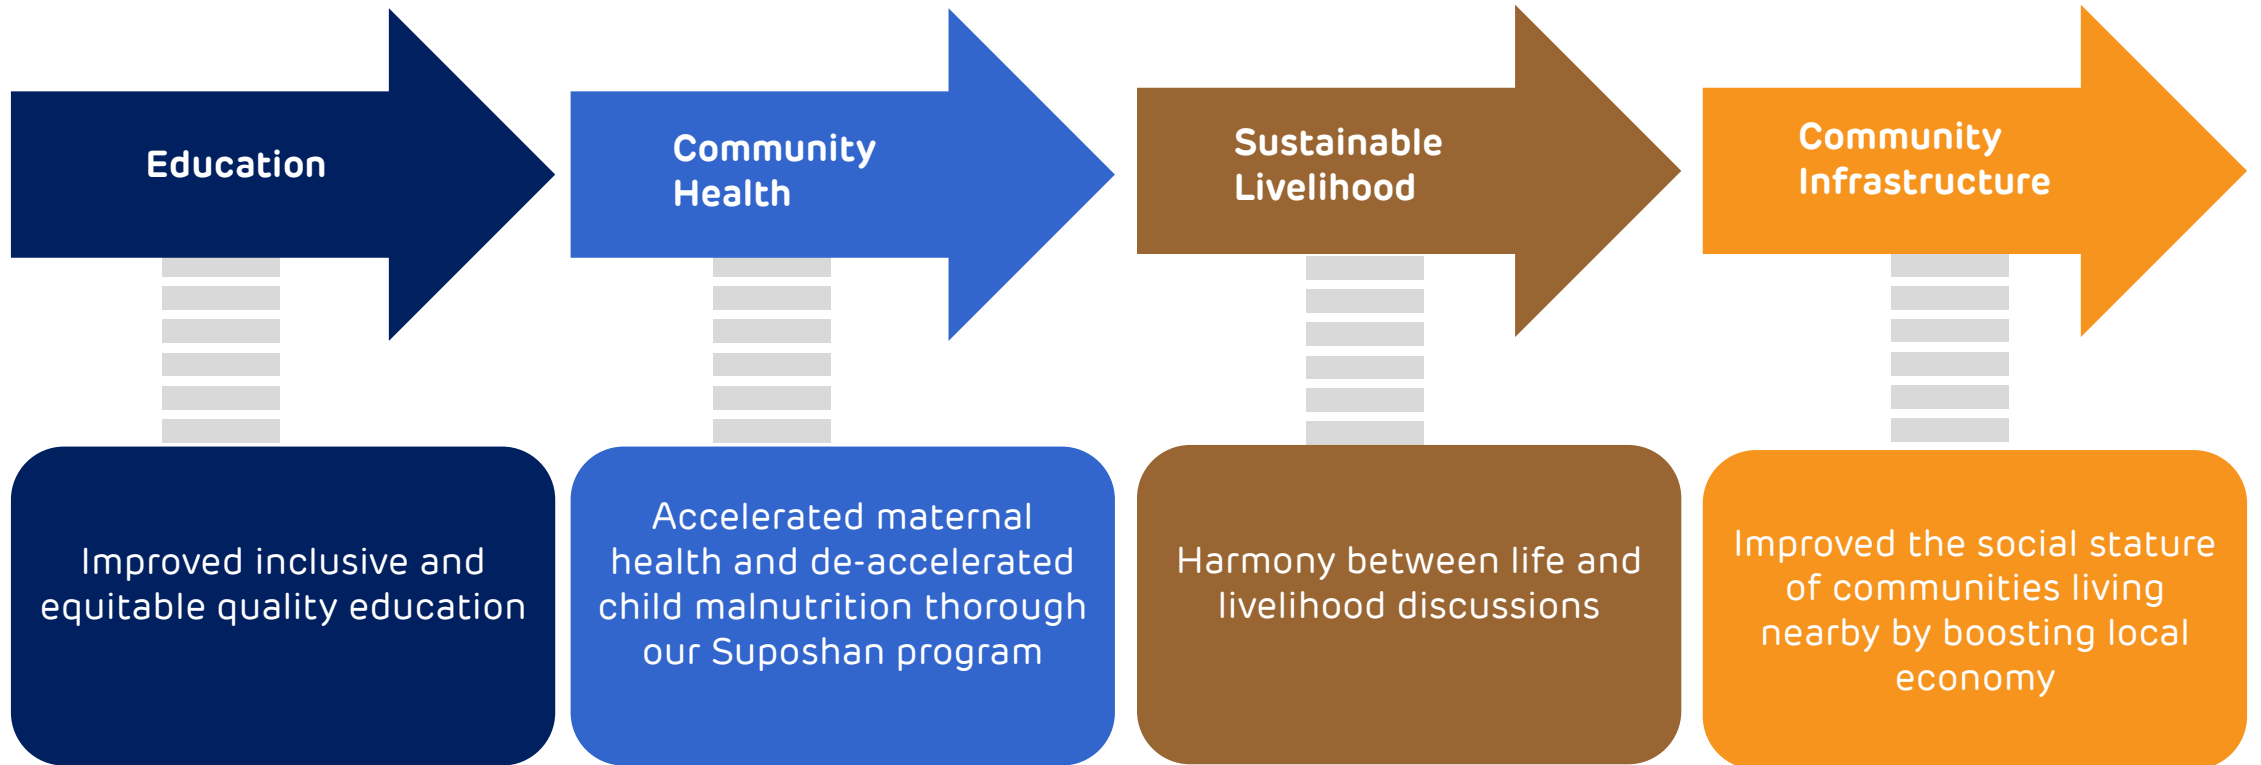 Education
Community
Health
Sustainable
Livelihood
Community
Infrastructure
Improved inclusive and
equitable quality education
Accelerated maternal
health and de-accelerated
child malnutrition thorough
our Suposhan program
Harmony between life and
livelihood discussions
Improved the social stature
of communities living
nearby by boosting local
economy